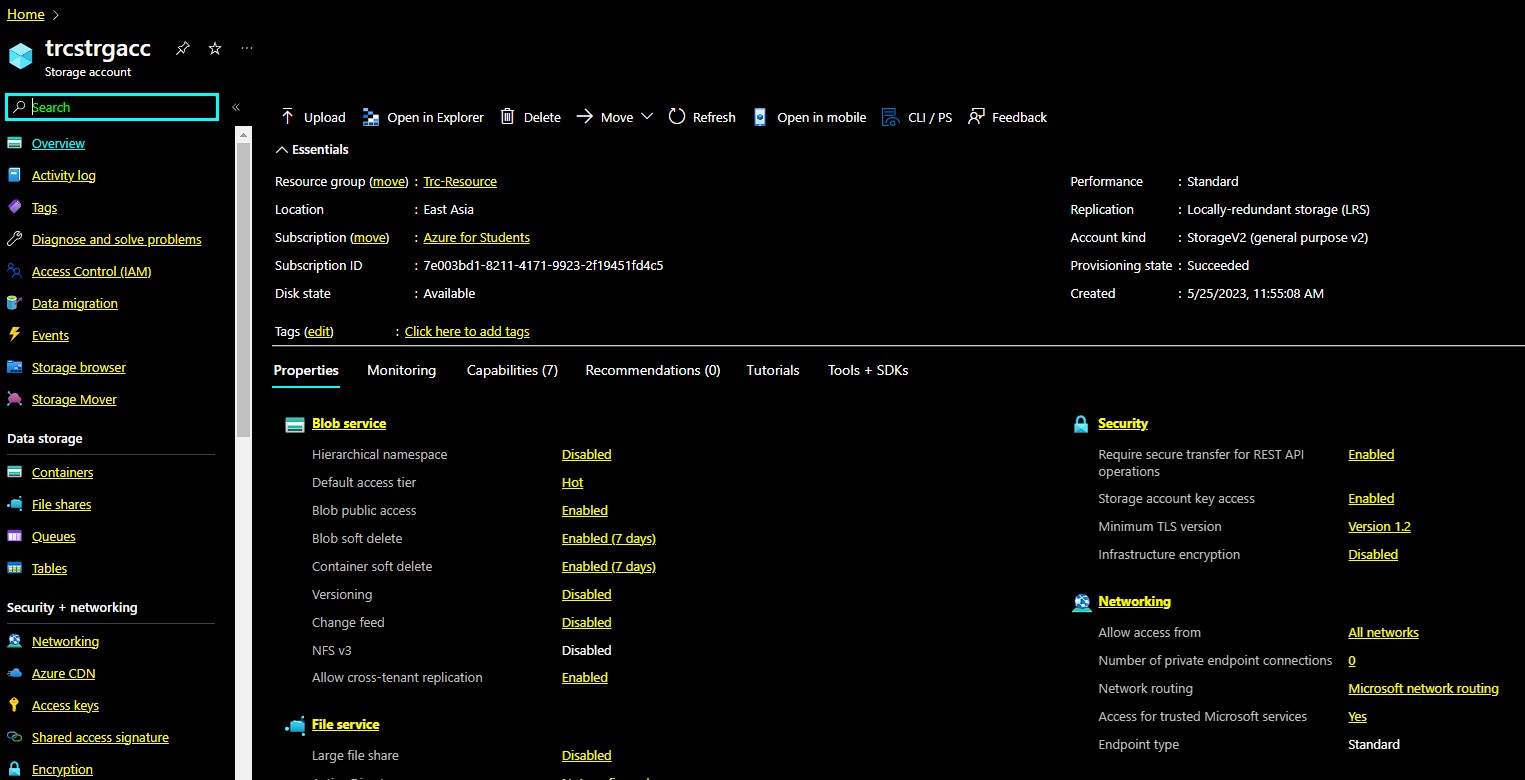 Home >
trcstrgacc ...
Storage account
Search «
Overview
Activity log
Tags
Diagnose and solve problems
Access Control (IAM)
Data migration
Events
Storage browser
Storage Mover
Data storage
Containers
File shares
Queues
Tables
Security + networking
Networking
Azure CDN
Access keys
Shared access signature
Encryption
Upload Open in Explorer Delete Move Refresh Open in mobile CLI / PS Feedback
Essentials
Resource group (move) : Trc-Resource
Location : East Asia
Subscription (move) : Azure for Students
Subscription ID : 7e003bd1-8211-4171-9923-2f19451fd4c5
Disk state : Available
Tags (edit) : Click here to add tags
Performance : Standard
Replication : Locally-redundant storage (LRS)
Account kind : StorageV2 (general purpose v2)
Provisioning state : Succeeded
Created : 5/25/2023, 11:55:08 AM
Properties Monitoring Capabilities (7) Recommendations (0) Tutorials Tools + SDKs
Blob service
Hierarchical namespace Disabled
Default access tier Hot
Blob public access Enabled
Blob soft delete Enabled (7 days)
Container soft delete Enabled (7 days)
Versioning Disabled
Change feed Disabled
NFS v3 Disabled
Allow cross-tenant replication Enabled
File service
Large file share Disabled
Security
Require secure transfer for REST API Enabled
operations
Storage account key access Enabled
Minimum TLS version Version 1.2
Infrastructure encryption Disabled
Networking
Allow access from All networks
Number of private endpoint connections 0
Network routing Microsoft network routing
Access for trusted Microsoft services Yes
Endpoint type Standard